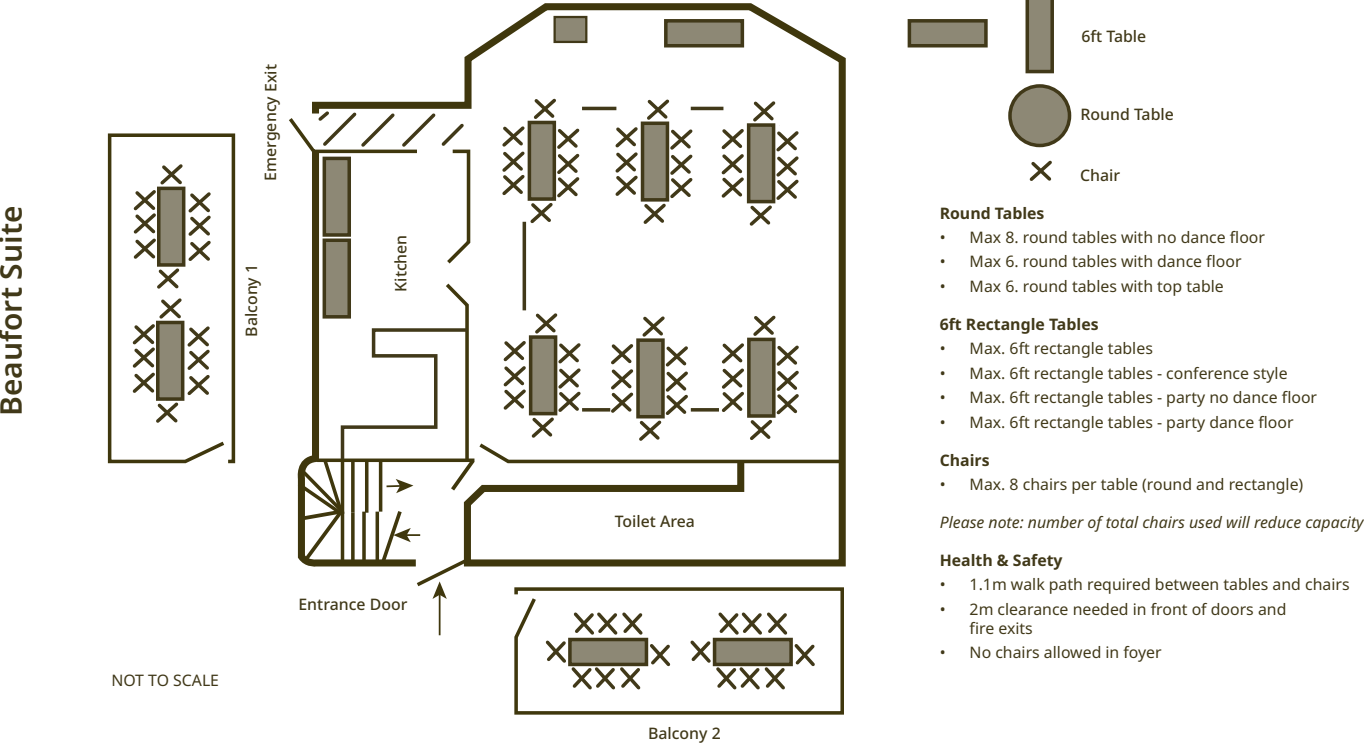 Beaufort Suite
Emergency Exit
Balcony 1
Kitchen
Toilet Area
Entrance Door
NOT TO SCALE
Balcony 2
6ft Table
Round Table
Chair
Round Tables
• Max 8. round tables with no dance floor
• Max 6. round tables with dance floor
• Max 6. round tables with top table
6ft Rectangle Tables
• Max. 6ft rectangle tables
• Max. 6ft rectangle tables - conference style
• Max. 6ft rectangle tables - party no dance floor
• Max. 6ft rectangle tables - party dance floor
Chairs
• Max. 8 chairs per table (round and rectangle)
Please note: number of total chairs used will reduce capacity
Health & Safety
• 1.1m walk path required between tables and chairs
• 2m clearance needed in front of doors and
fire exits
• No chairs allowed in foyer